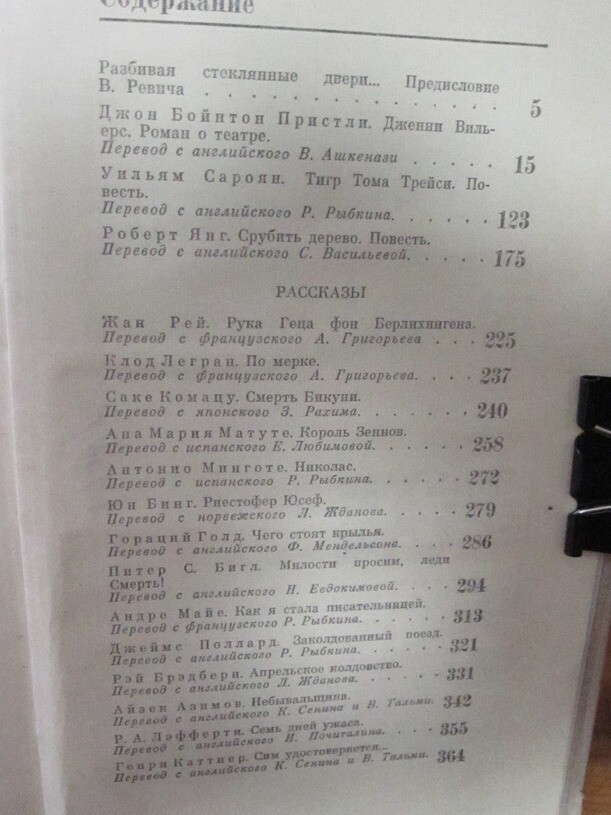 Содержание
Разбивая стеклянные двери... Предисловие
В. Ревича . . . . . . . . . . . . . . . 5
Джон Бойнтон Пристли. Дженни Виль-
ерс. Роман о театре.
Перевод с английского В. Ашкенази . . . . . 15
Уильям Сароян. Тигр Тома Трейси. По-
весть.
Перевод с английского Р. Рыбкина. . . . . . 123
Роберт Янг. Срубить дерево. Повесть.
Перевод с английского С. Васильевой. . . . . 175
РАССКАЗЫ
Жан Рей. Рука Геца фон Берлихингена.
Перевод с французского А. Григорьева . . . 225
Клод Легран. По мерке.
Перевод с французского А. Григорьева. . . . 237
Саке Комацу. Смерть Бикуни.
Перевод с японского З. Рахима. . . . . . . 240
Ана Мария Матуте. Король Зеннов.
Перевод с испанского Е. Любимовой. . . . . 258
Антонио Минготе. Николас.
Перевод с испанского Р. Рыбкина. . . . . . 272
Юн Бинг. Риестофер Юсеф.
Перевод с норвежского Л. Жданова. . . . . 279
Гораций Голд. Чего стоят крылья.
Перевод с английского Ф. Мендельсона. . . . 286
Питер С. Бигл. Милости просим, леди
Смерть!
Перевод с английского Н. Евдокимовой. . . . 294
Андре Майе. Как я стала писательницей.
Перевод с французского Р. Рыбкина. . . . . 313
Джеймс Поллард. Заколдованный поезд.
Перевод с английского Р. Рыбкина. . . . . . 321
Рэй Брэдбери. Апрельское колдовство.
Перевод с английского Л. Жданова. . . . . . 331
Айзек Азимов. Небывальщина.
Перевод с английского К. Сенина и В. Тальми. . 342
Р. А. Лэфферти. Семь дней ужаса.
Перевод с английского И. Почиталина. . . . . 355
Генри Каттнер. Сим удостоверяется...
Перевод с английского К. Сенина и В. Тальми. . 364